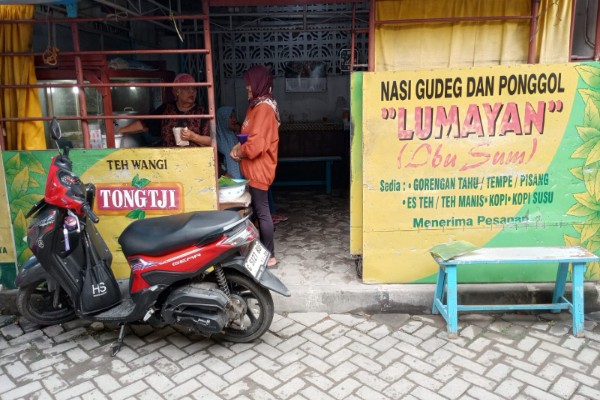 NASI GUDEG DAN PONGGOL
"LUMAYAN"
(Ibu Sum)
Sedia : • GORENGAN TAHU / TEMPE / PISANG
• ES TEH / TEH MANIS • KOPI • KOPI SUSU
Menerima Pesanan
TEH WANGI
TONGTJI
HS
GEAR